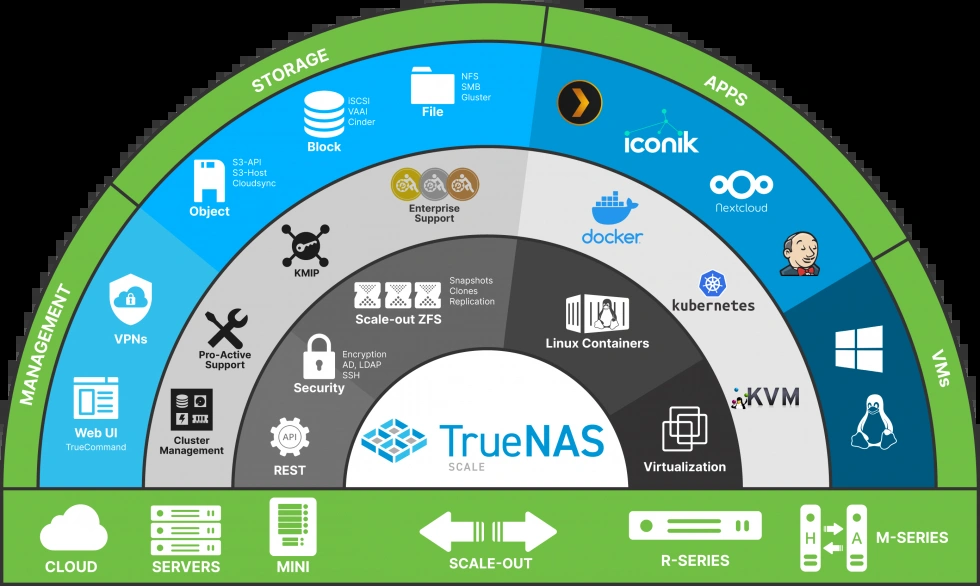 STORAGE
APPS
MANAGEMENT
VMs
NFS
SMB
Gluster
File
iSCSI
VAAI
Cinder
Block
S3-API
S3-Host
Cloudsync
Object
iconik
Nextcloud
VPNs
Web UI
TrueCommand
Enterprise
Support
KMIP
Pro-Active
Support
Cluster
Management
docker
kubernetes
KVM
Snapshots
Clones
Replication
Scale-out ZFS
Encryption
AD, LDAP
SSH
Security
API
REST
Linux Containers
Virtualization
TrueNAS
SCALE
CLOUD
SERVERS
MINI
SCALE-OUT
R-SERIES
H
A
M-SERIES